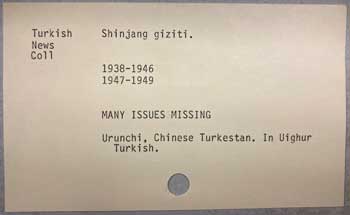 Turkish Shinjang giziti.
News
Coll
1938-1946
1947-1949
MANY ISSUES MISSING
Urunchi, Chinese Turkestan. In Uighur
Turkish.